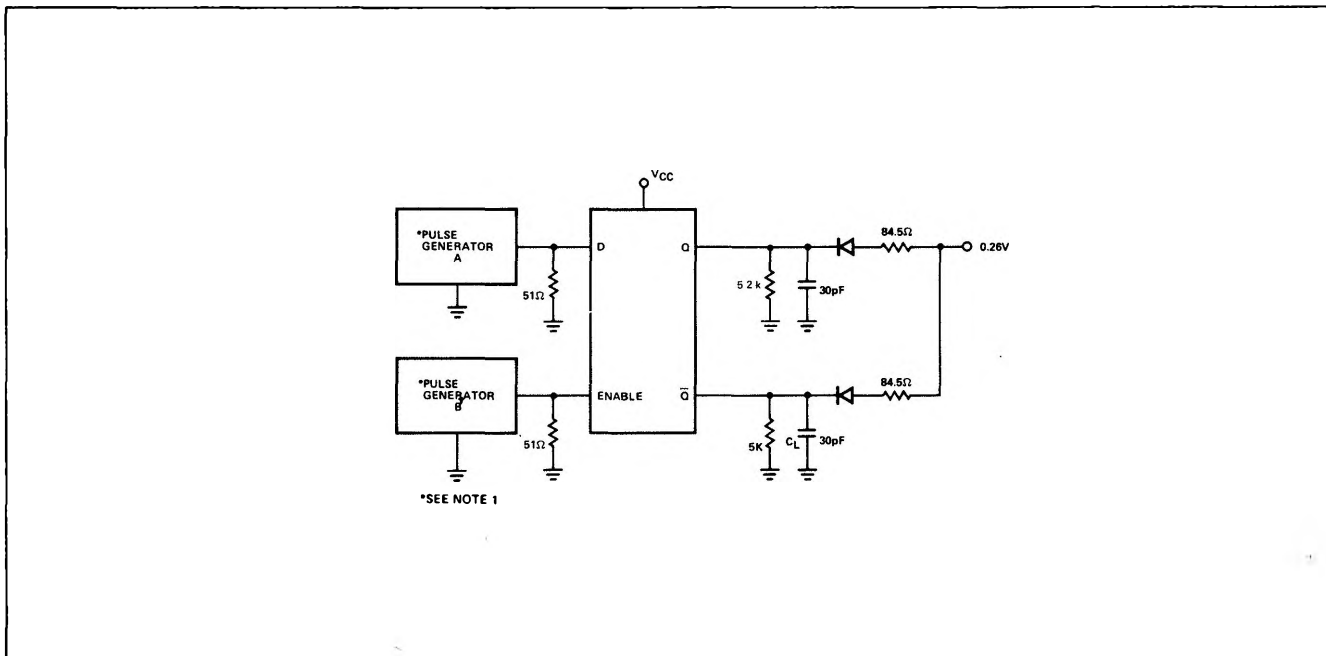 VCC
*PULSE
GENERATOR
A
51Ω
D
Q
5 2 k
30pF
84.5Ω
0.26V
*PULSE
GENERATOR
B
51Ω
ENABLE
Q̅
5K
CL
30pF
84.5Ω
*SEE NOTE 1